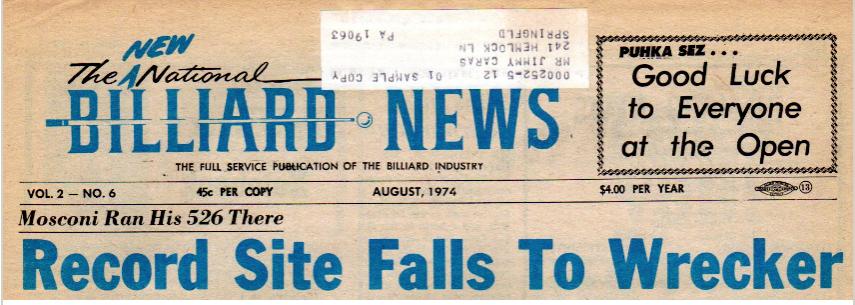 NEW
The National
BILLIARD NEWS
THE FULL SERVICE PUBLICATION OF THE BILLIARD INDUSTRY
000252-5 12 01 SAMPLE COPY
MR JIMMY CARAS
241 HEMLOCK LN
SPRINGFLD PA 19063
PUHKA SEZ...
Good Luck
to Everyone
at the Open
VOL. 2 — NO. 6 45c PER COPY AUGUST, 1974 $4.00 PER YEAR 13
Mosconi Ran His 526 There
Record Site Falls To Wrecker